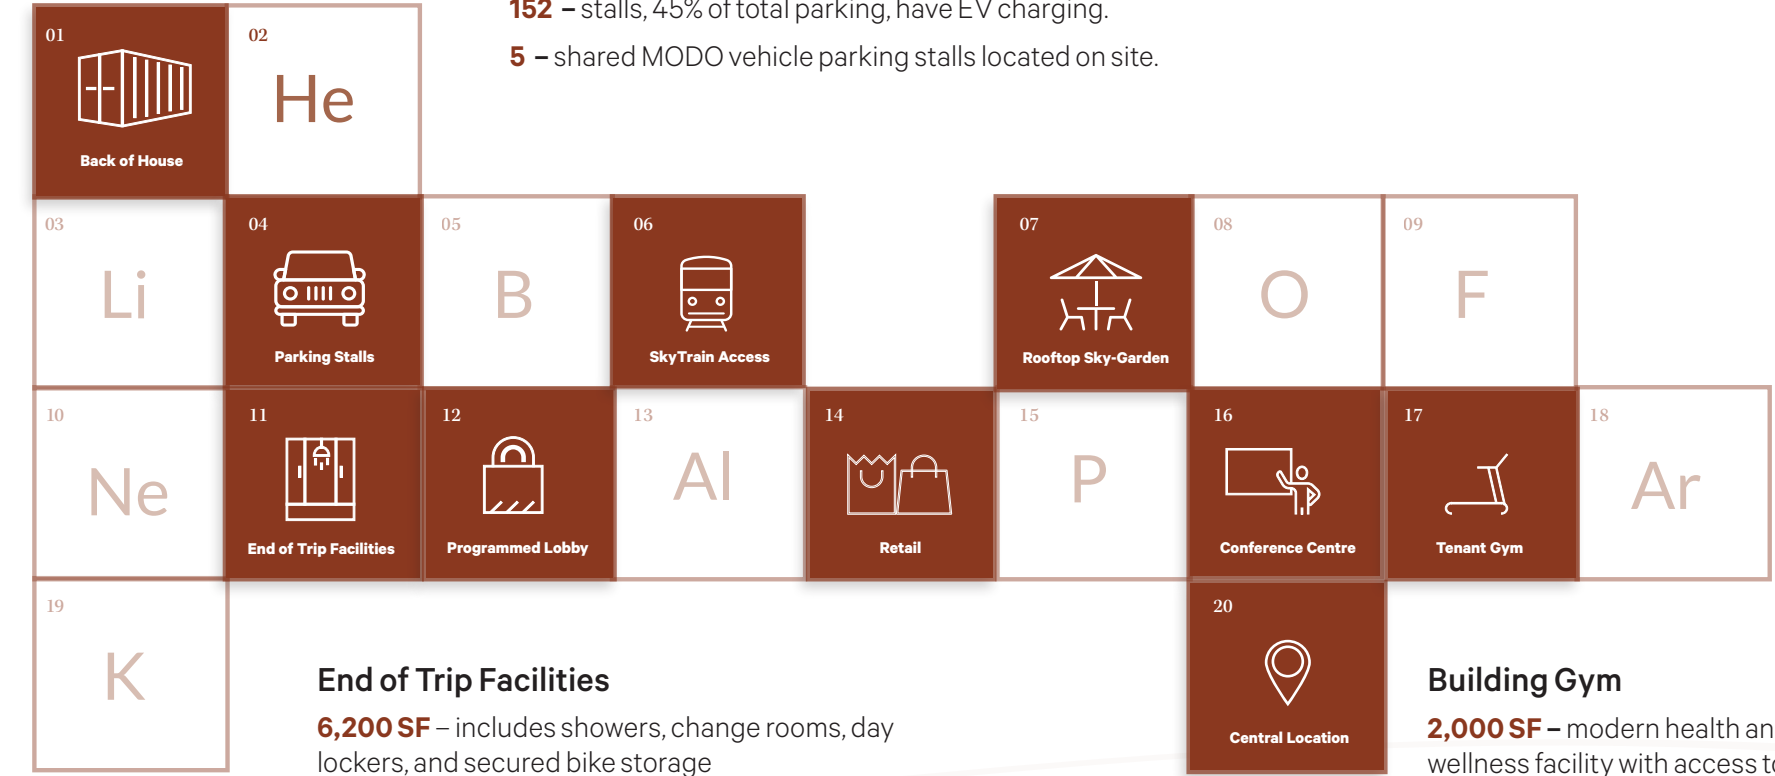 152 – stalls, 45% of total parking, have EV charging.
5 – shared MODO vehicle parking stalls located on site.
01
Back of House
02
He
03
Li
04
Parking Stalls
05
B
06
SkyTrain Access
07
Rooftop Sky-Garden
08
O
09
F
10
Ne
11
End of Trip Facilities
12
Programmed Lobby
13
Al
14
Retail
15
P
16
Conference Centre
17
Tenant Gym
18
Ar
19
K
20
Central Location
End of Trip Facilities
6,200 SF – includes showers, change rooms, day
lockers, and secured bike storage
Building Gym
2,000 SF – modern health an
wellness facility with access to